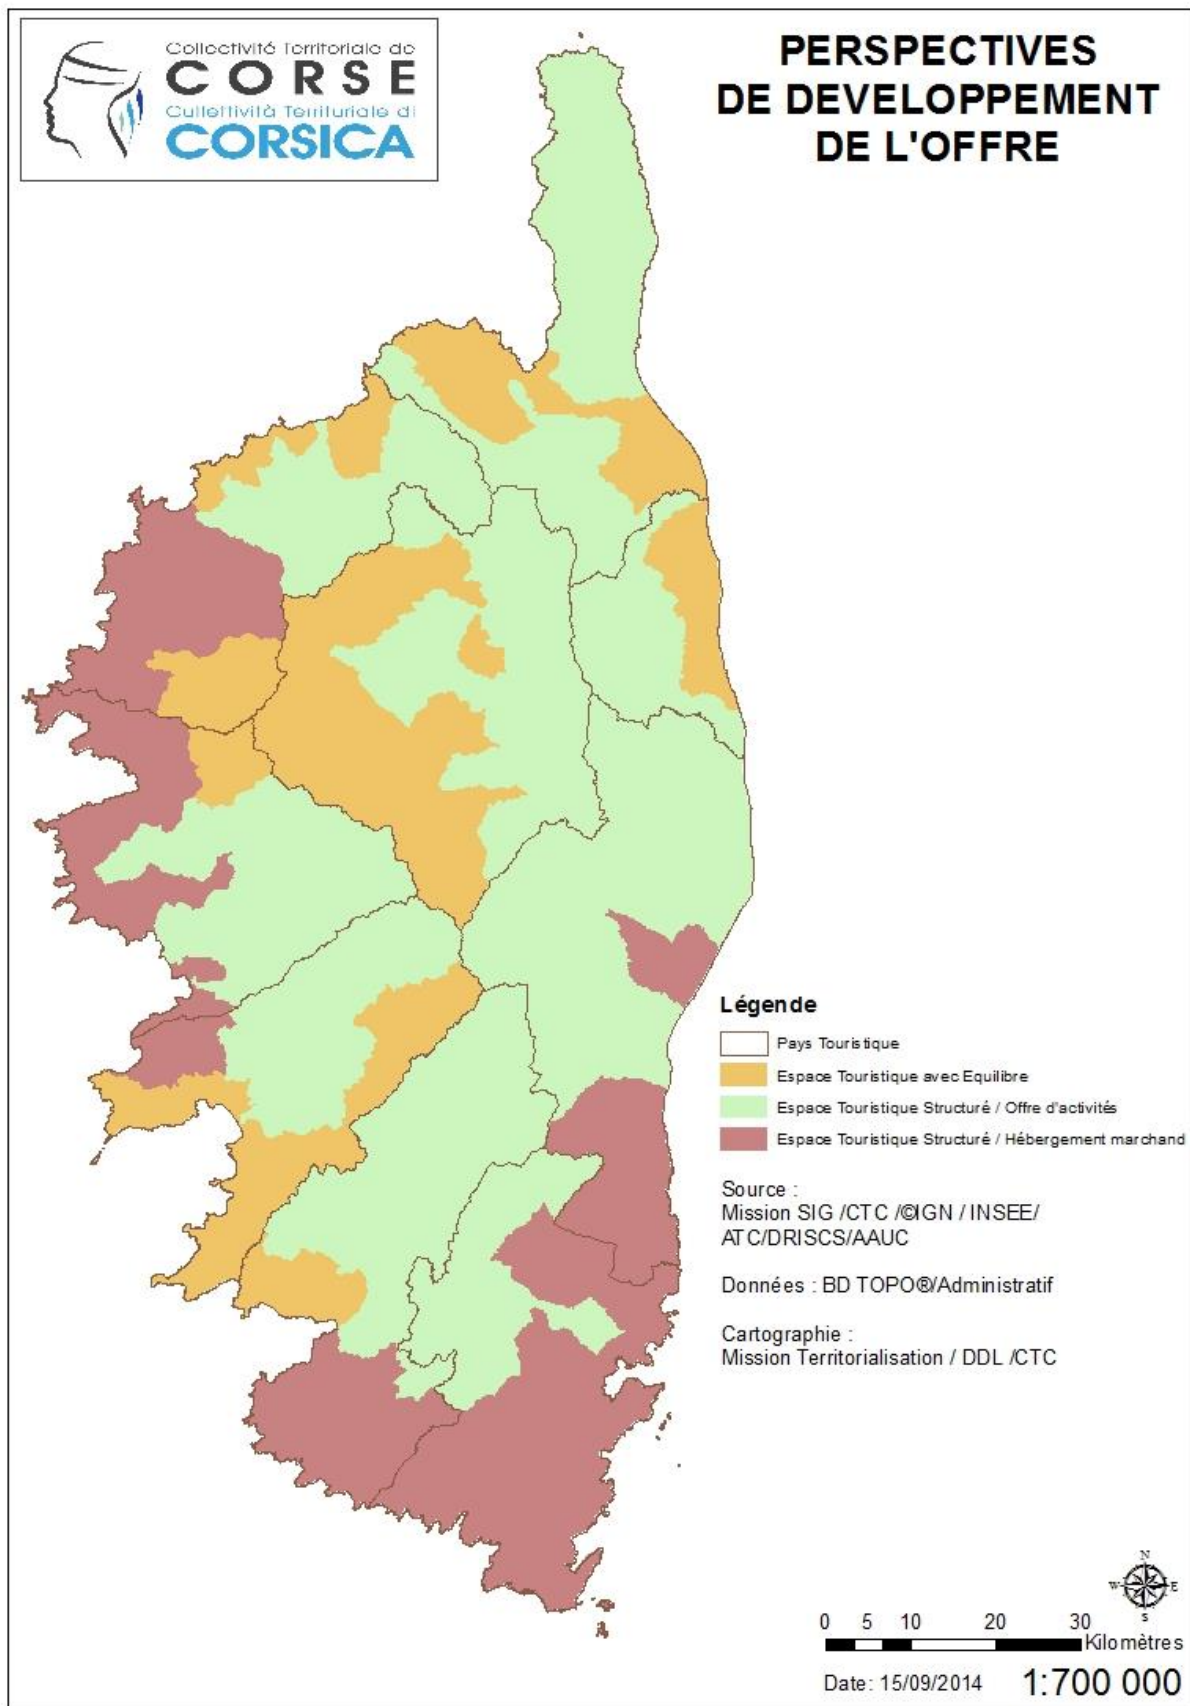 Collectivité Territoriale de
CORSE
Cullettività Territuriale di
CORSICA
PERSPECTIVES
DE DEVELOPPEMENT
DE L'OFFRE
Légende
Pays Touristique
Espace Touristique avec Equilibre
Espace Touristique Structuré / Offre d'activités
Espace Touristique Structuré / Hébergement marchand
Source :
Mission SIG /CTC /©IGN / INSEE/
ATC/DRISCS/AAUC
Données : BD TOPO®/Administratif
Cartographie :
Mission Territorialisation / DDL /CTC
N
W E
S
0 5 10 20 30
Kilomètres
Date: 15/09/2014 1:700 000